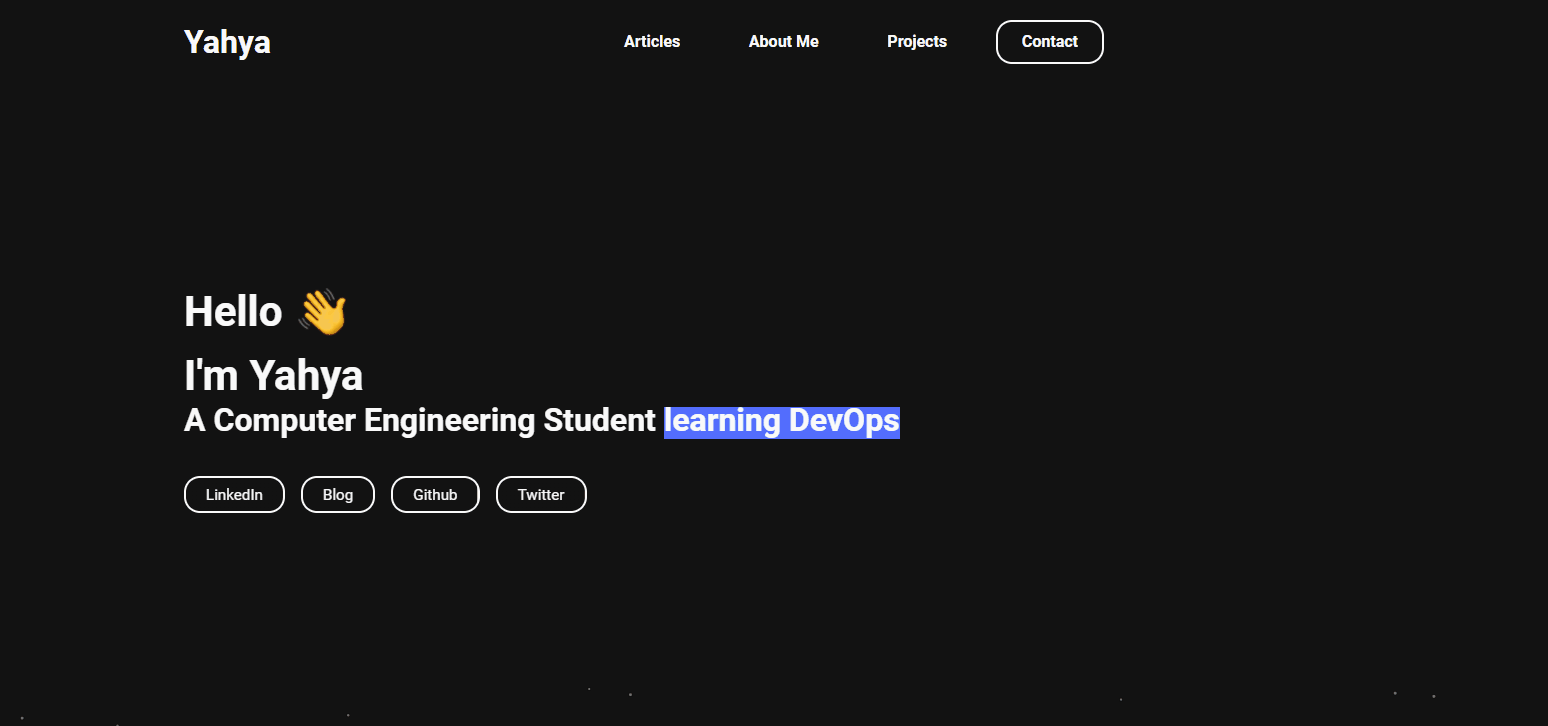 Yahya
Articles About Me Projects Contact
Hello 👋
I'm Yahya
A Computer Engineering Student learning DevOps
LinkedIn Blog Github Twitter